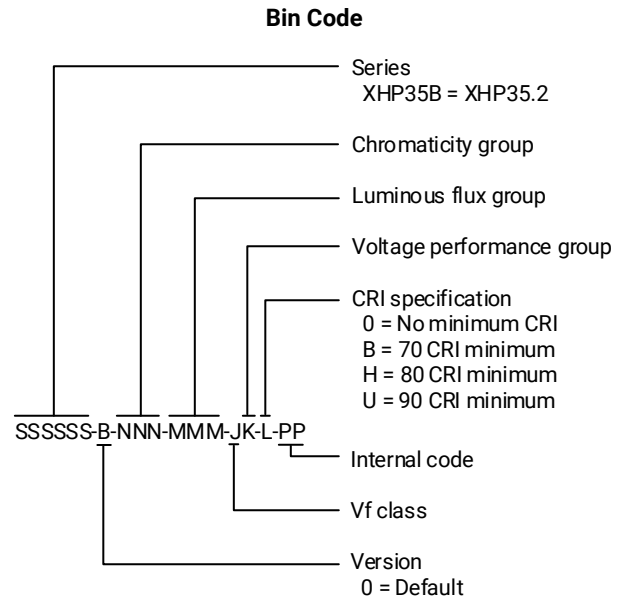 Bin Code
Series
XHP35B = XHP35.2
Chromaticity group
Luminous flux group
Voltage performance group
CRI specification
0 = No minimum CRI
B = 70 CRI minimum
H = 80 CRI minimum
U = 90 CRI minimum
SSSSSS-B-NNN-MMM-JK-L-PP
Internal code
Vf class
Version
0 = Default